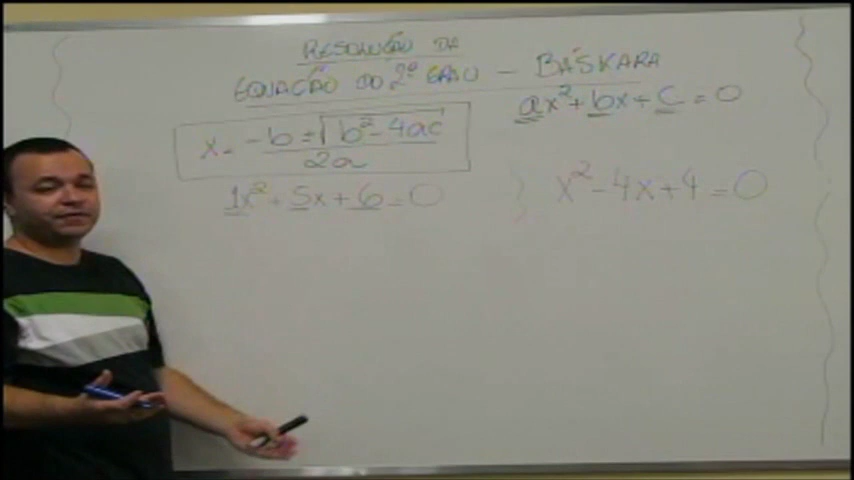 RESOLUÇÃO DA
EQUAÇÃO DO 2º GRAU - BÁSKARA
ax² + bx + c = 0
x = -b ± √b² - 4ac / 2a
1x² + 5x + 6 = 0
x² - 4x + 4 = 0